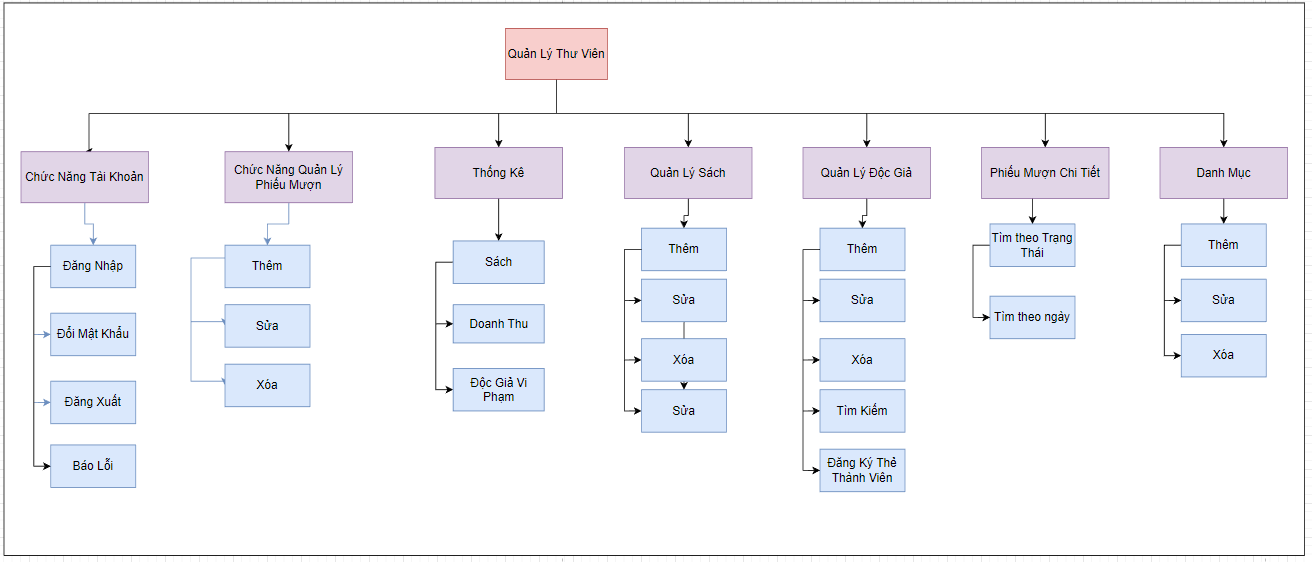 Quản Lý Thư Viên
Chức Năng Tài Khoản
Đăng Nhập
Đổi Mật Khẩu
Đăng Xuất
Báo Lỗi
Chức Năng Quản Lý
Phiếu Mượn
Thêm
Sửa
Xóa
Thống Kê
Sách
Doanh Thu
Độc Giả Vi
Phạm
Quản Lý Sách
Thêm
Sửa
Xóa
Sửa
Quản Lý Độc Giả
Thêm
Sửa
Xóa
Tìm Kiếm
Đăng Ký Thẻ
Thành Viên
Phiếu Mượn Chi Tiết
Tìm theo Trạng
Thái
Tìm theo ngày
Danh Mục
Thêm
Sửa
Xóa